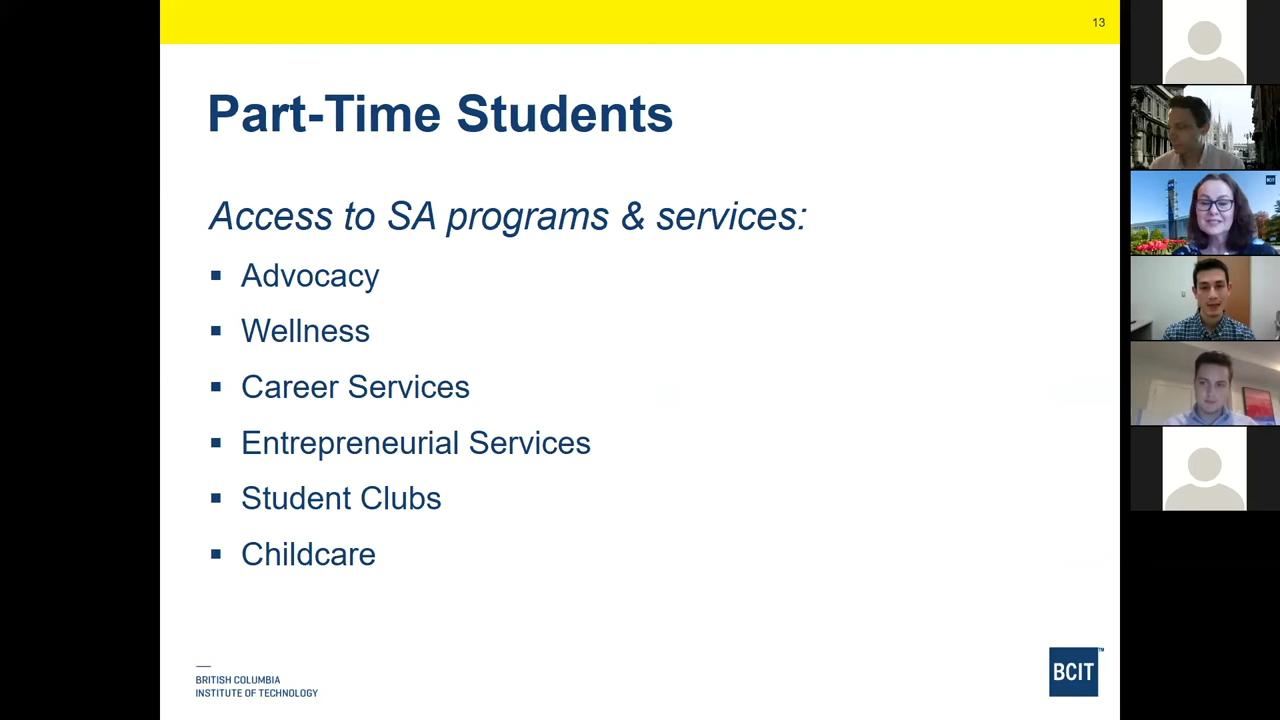 13
Part-Time Students
Access to SA programs & services:
▪ Advocacy
▪ Wellness
▪ Career Services
▪ Entrepreneurial Services
▪ Student Clubs
▪ Childcare
BRITISH COLUMBIA
INSTITUTE OF TECHNOLOGY
BCIT™
BCIT